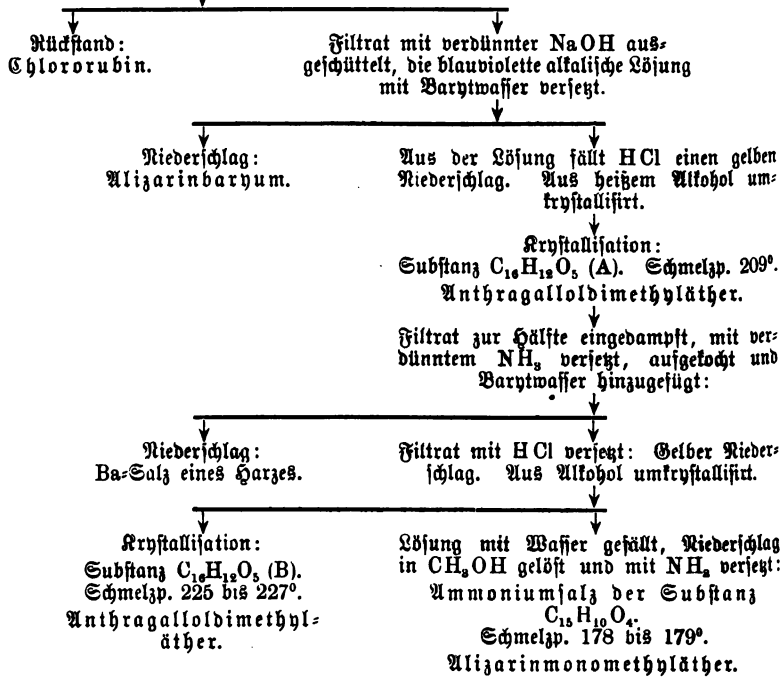 Rückstand:
Chlororubin.
Filtrat mit verdünnter NaOH aus=
geschüttelt, die blauviolette alkalische Lösung
mit Barytwasser versetzt.
Niederschlag:
Alizarinbaryum.
Aus der Lösung fällt HCl einen gelben
Niederschlag. Aus heißem Alkohol um=
krystallisirt.
Krystallisation:
Substanz C₁₆H₁₂O₅ (A). Schmelzp. 209⁰.
Anthragalloldimethyläther.
Filtrat zur Hälfte eingedampft, mit ver=
dünntem NH₃ versetzt, aufgekocht und
Barytwasser hinzugefügt:
Niederschlag:
Ba=Salz eines Harzes.
Filtrat mit HCl versetzt: Gelber Nieder=
schlag. Aus Alkohol umkrystallisirt.
Krystallisation:
Substanz C₁₆H₁₂O₅ (B).
Schmelzp. 225 bis 227⁰.
Anthragalloldimethyl=
äther.
Lösung mit Wasser gefällt, Niederschlag
in CH₃OH gelöst und mit NH₃ versetzt:
Ammoniumsalz der Substanz
C₁₅H₁₀O₄.
Schmelzp. 178 bis 179⁰.
Alizarinmonomethyläther.